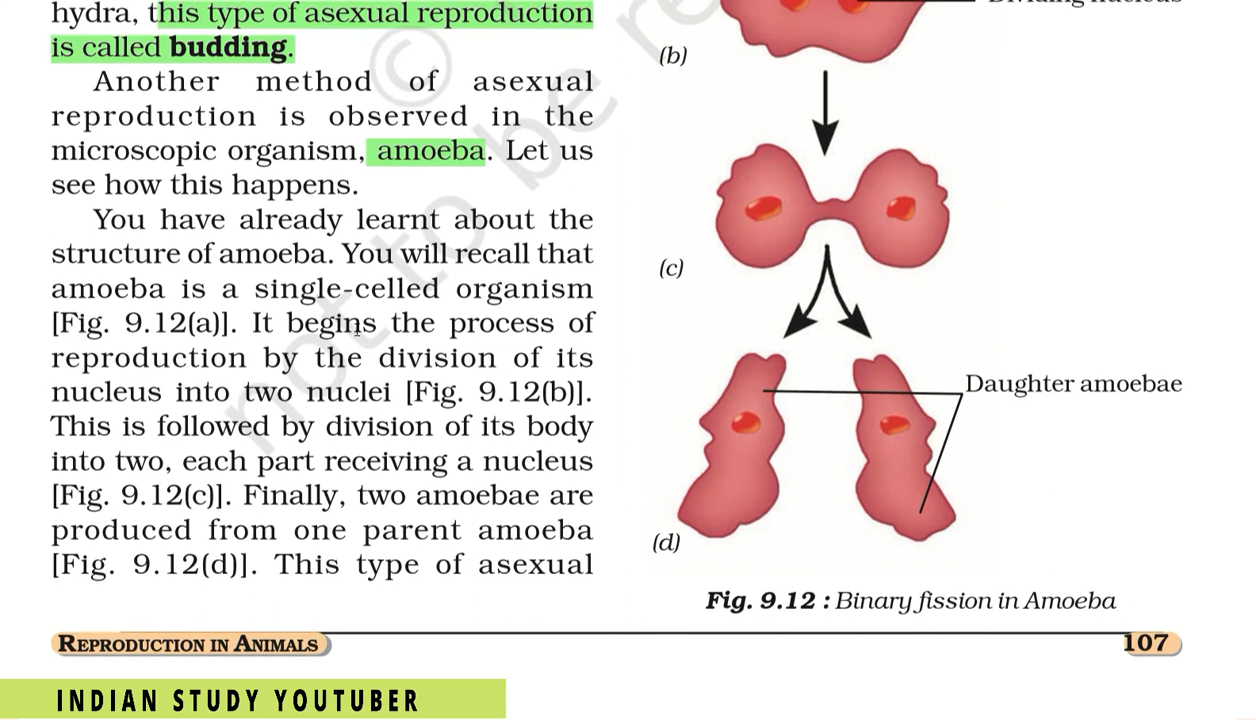 hydra, this type of asexual reproduction
is called budding.
Another method of asexual
reproduction is observed in the
microscopic organism, amoeba. Let us
see how this happens.
You have already learnt about the
structure of amoeba. You will recall that
amoeba is a single-celled organism
[Fig. 9.12(a)]. It begins the process of
reproduction by the division of its
nucleus into two nuclei [Fig. 9.12(b)].
This is followed by division of its body
into two, each part receiving a nucleus
[Fig. 9.12(c)]. Finally, two amoebae are
produced from one parent amoeba
[Fig. 9.12(d)]. This type of asexual
Dividing nucleus
(b)
(c)
Daughter amoebae
(d)
Fig. 9.12 : Binary fission in Amoeba
REPRODUCTION IN ANIMALS
107
© not to be re
INDIAN STUDY YOUTUBER